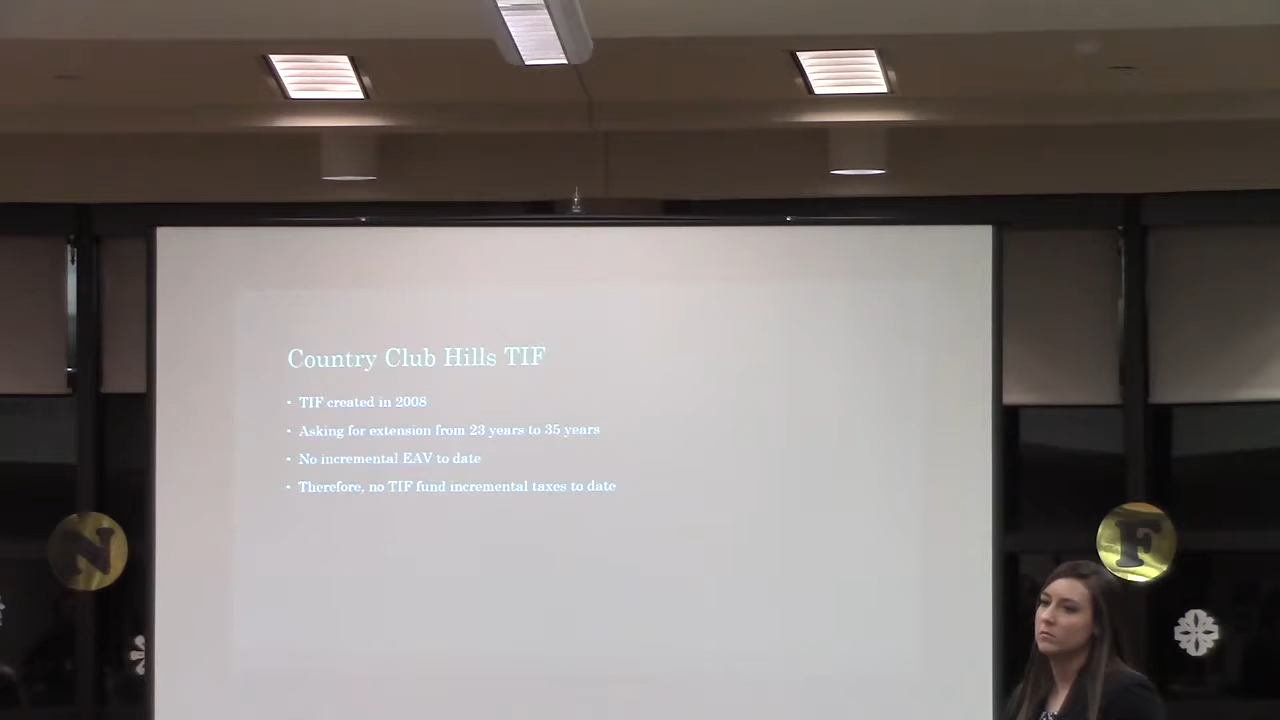 Country Club Hills TIF
• TIF created in 2008
• Asking for extension from 23 years to 35 years
• No incremental EAV to date
• Therefore, no TIF fund incremental taxes to date
N
F